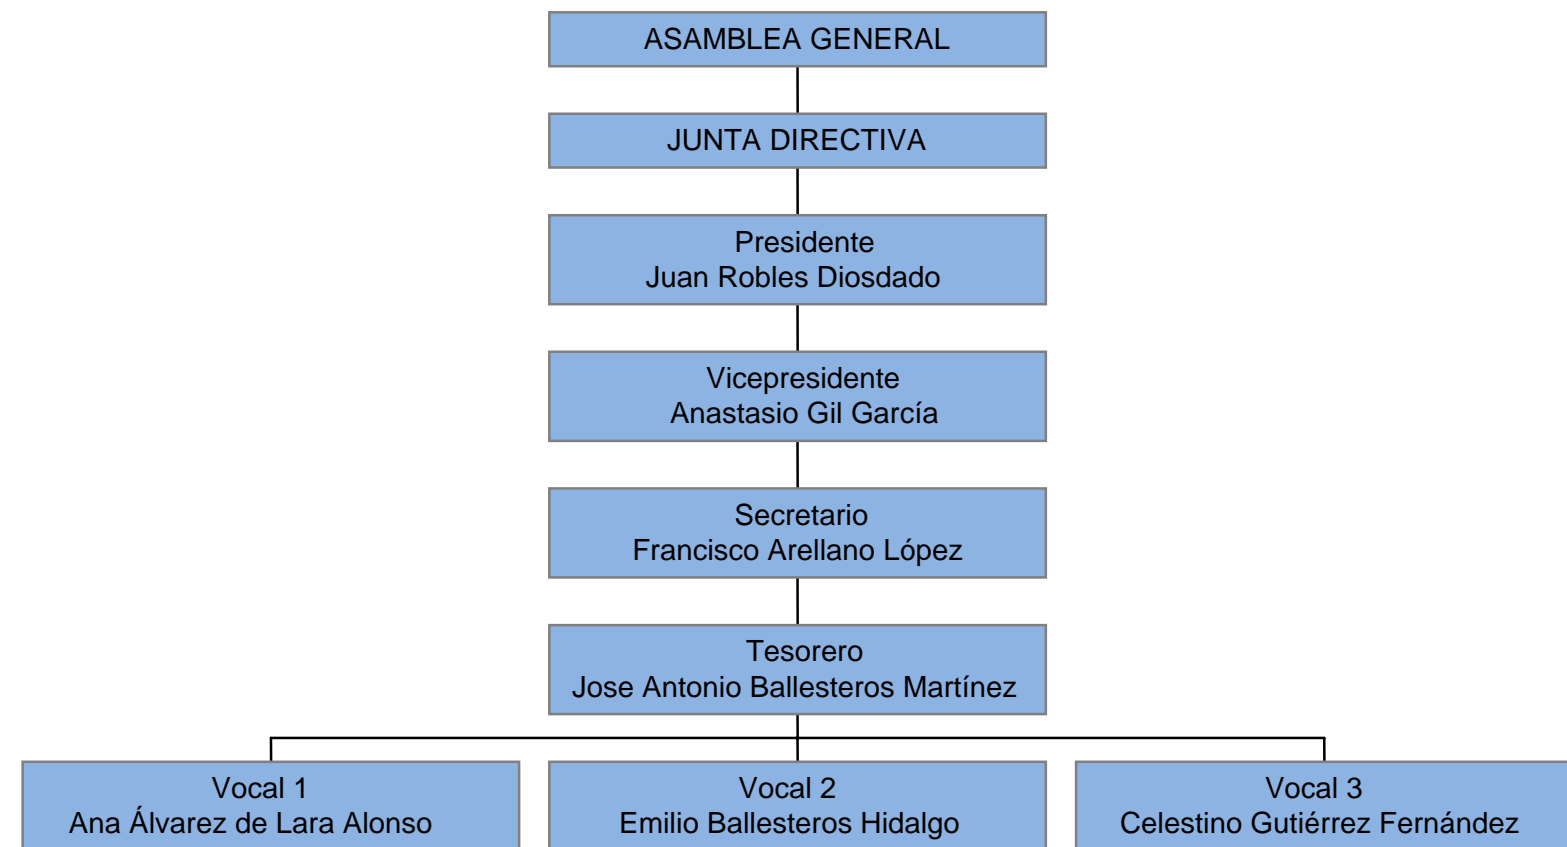 ASAMBLEA GENERAL
JUNTA DIRECTIVA
Presidente
Juan Robles Diosdado
Vicepresidente
Anastasio Gil García
Secretario
Francisco Arellano López
Tesorero
Jose Antonio Ballesteros Martínez
Vocal 1
Ana Álvarez de Lara Alonso
Vocal 2
Emilio Ballesteros Hidalgo
Vocal 3
Celestino Gutiérrez Fernández